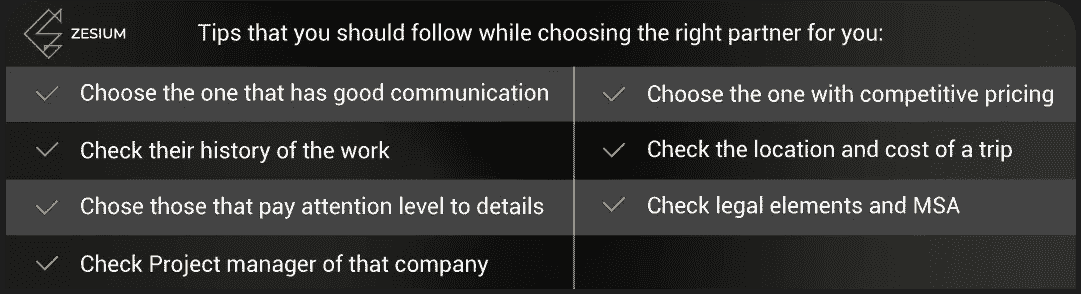 ZESIUM
Tips that you should follow while choosing the right partner for you:
Choose the one that has good communication
Check their history of the work
Chose those that pay attention level to details
Check Project manager of that company
Choose the one with competitive pricing
Check the location and cost of a trip
Check legal elements and MSA